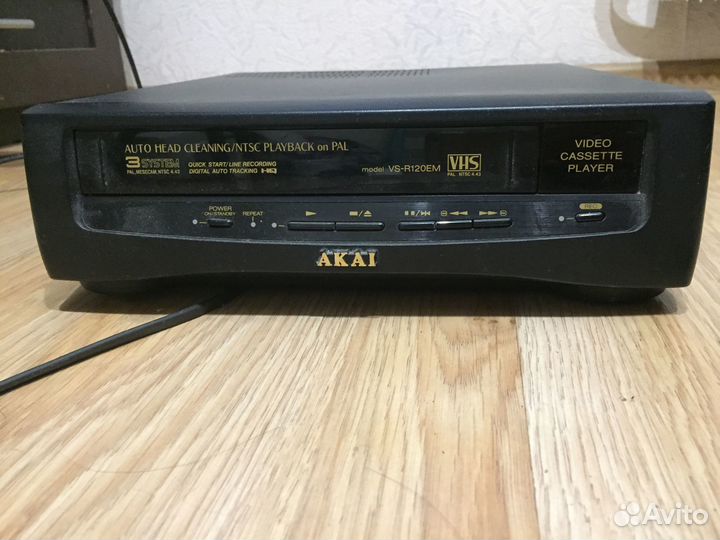 AUTO HEAD CLEANING/NTSC PLAYBACK on PAL
3 SYSTEM
PAL, MESECAM, NTSC 4.43
QUICK START/LINE RECORDING
DIGITAL AUTO TRACKING HQ
model VS-R120EM
VHS
PAL NTSC 4.43
VIDEO
CASSETTE
PLAYER
POWER
ON/STANDBY
REPEAT
REC
AKAI
Avito